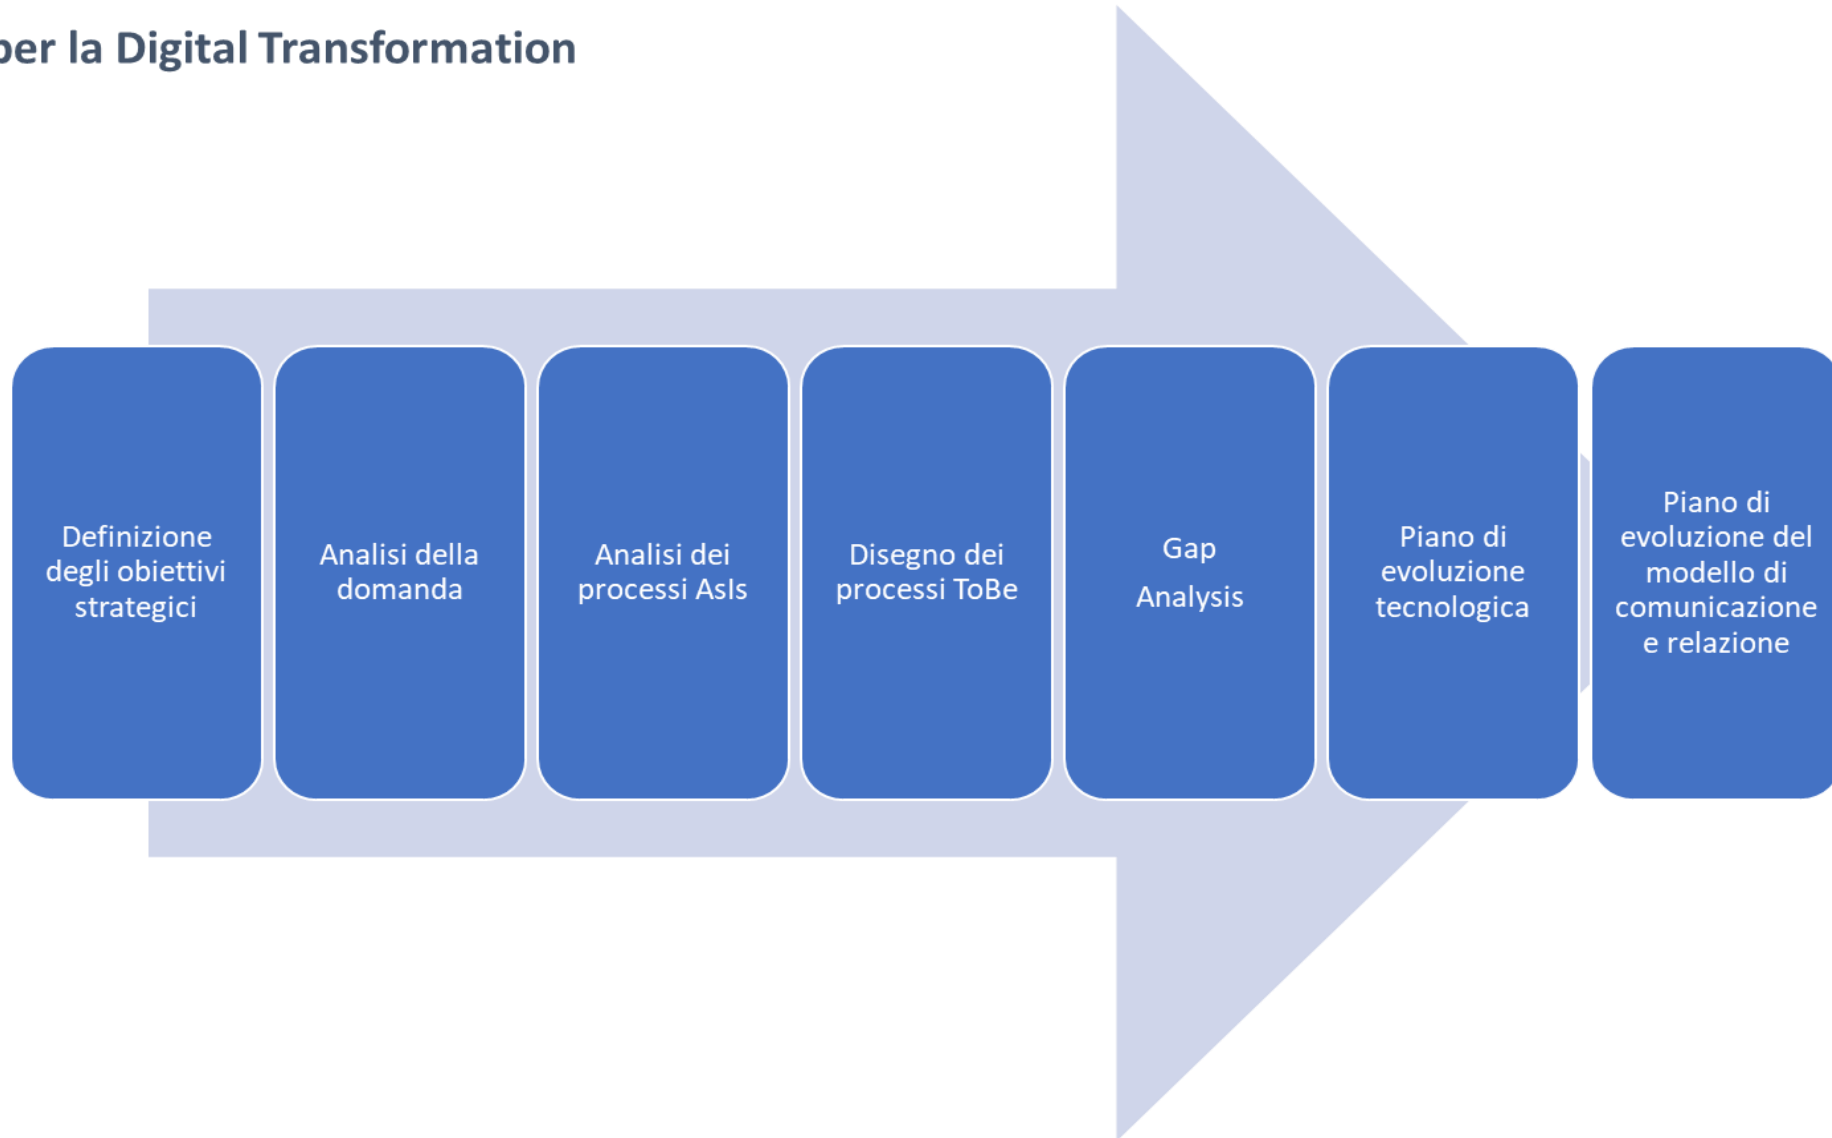 per la Digital Transformation
Definizione
degli obiettivi
strategici
Analisi della
domanda
Analisi dei
processi AsIs
Disegno dei
processi ToBe
Gap
Analysis
Piano di
evoluzione
tecnologica
Piano di
evoluzione del
modello di
comunicazione
e relazione